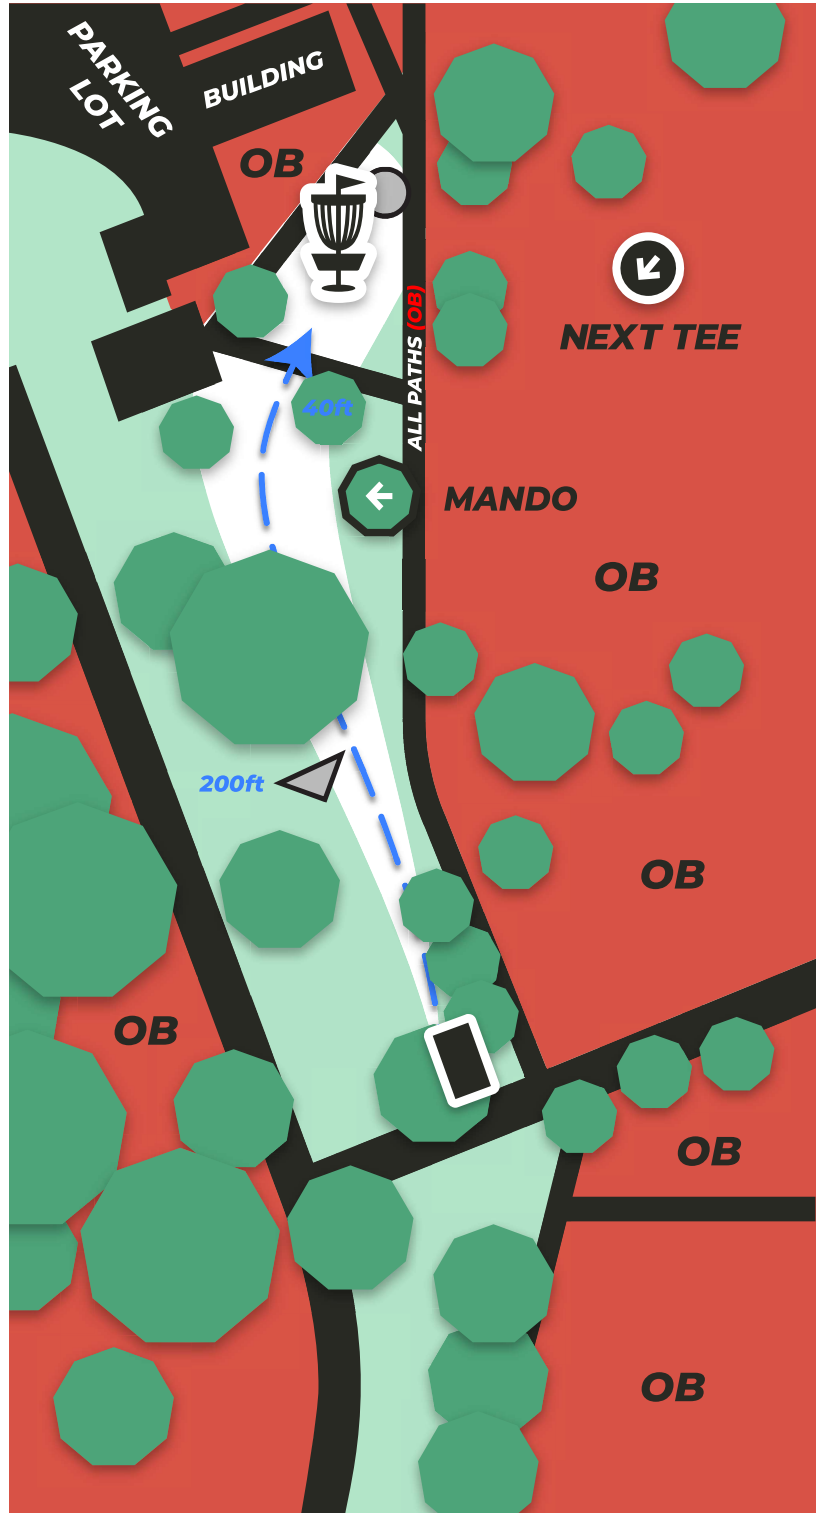 PARKING
LOT
BUILDING
OB
NEXT TEE
ALL PATHS (OB)
40ft
MANDO
OB
200ft
OB
OB
OB
OB